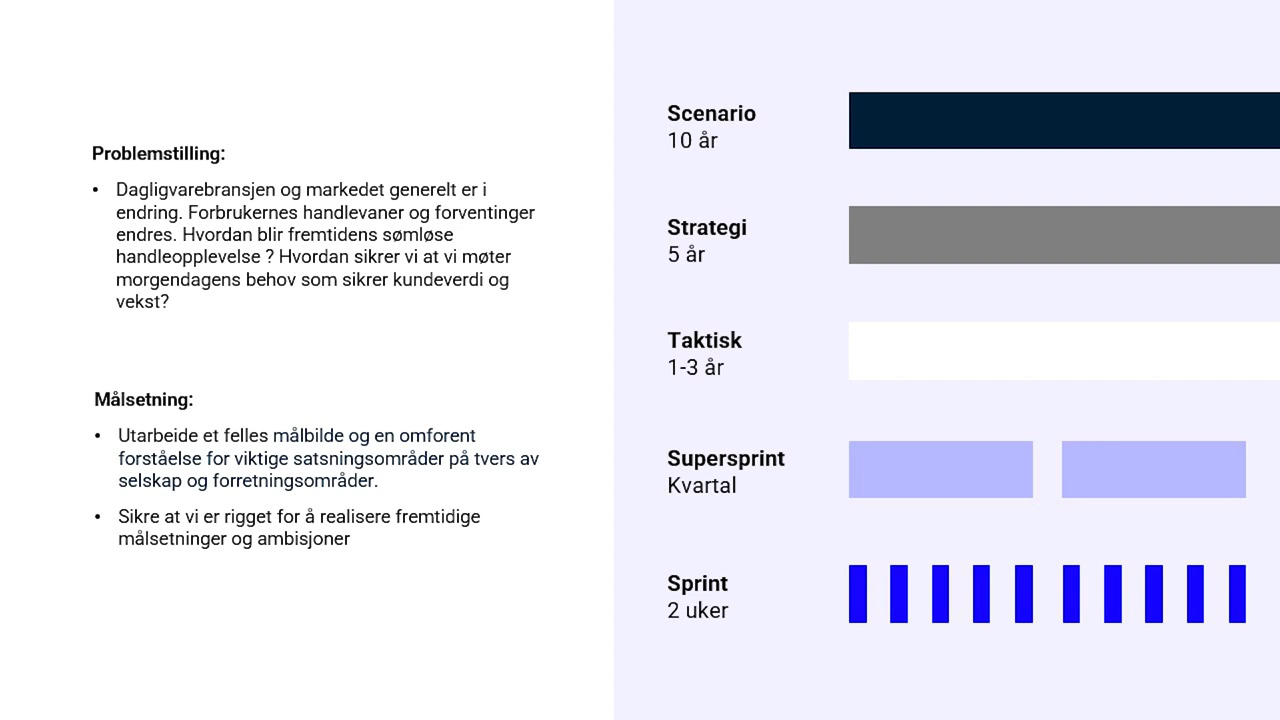 Problemstilling:
• Dagligvarebransjen og markedet generelt er i
endring. Forbrukernes handlevaner og forventinger
endres. Hvordan blir fremtidens sømløse
handleopplevelse ? Hvordan sikrer vi at vi møter
morgendagens behov som sikrer kundeverdi og
vekst?
Målsetning:
• Utarbeide et felles målbilde og en omforent
forståelse for viktige satsningsområder på tvers av
selskap og forretningsområder.
• Sikre at vi er rigget for å realisere fremtidige
målsetninger og ambisjoner
Scenario
10 år
Strategi
5 år
Taktisk
1-3 år
Supersprint
Kvartal
Sprint
2 uker